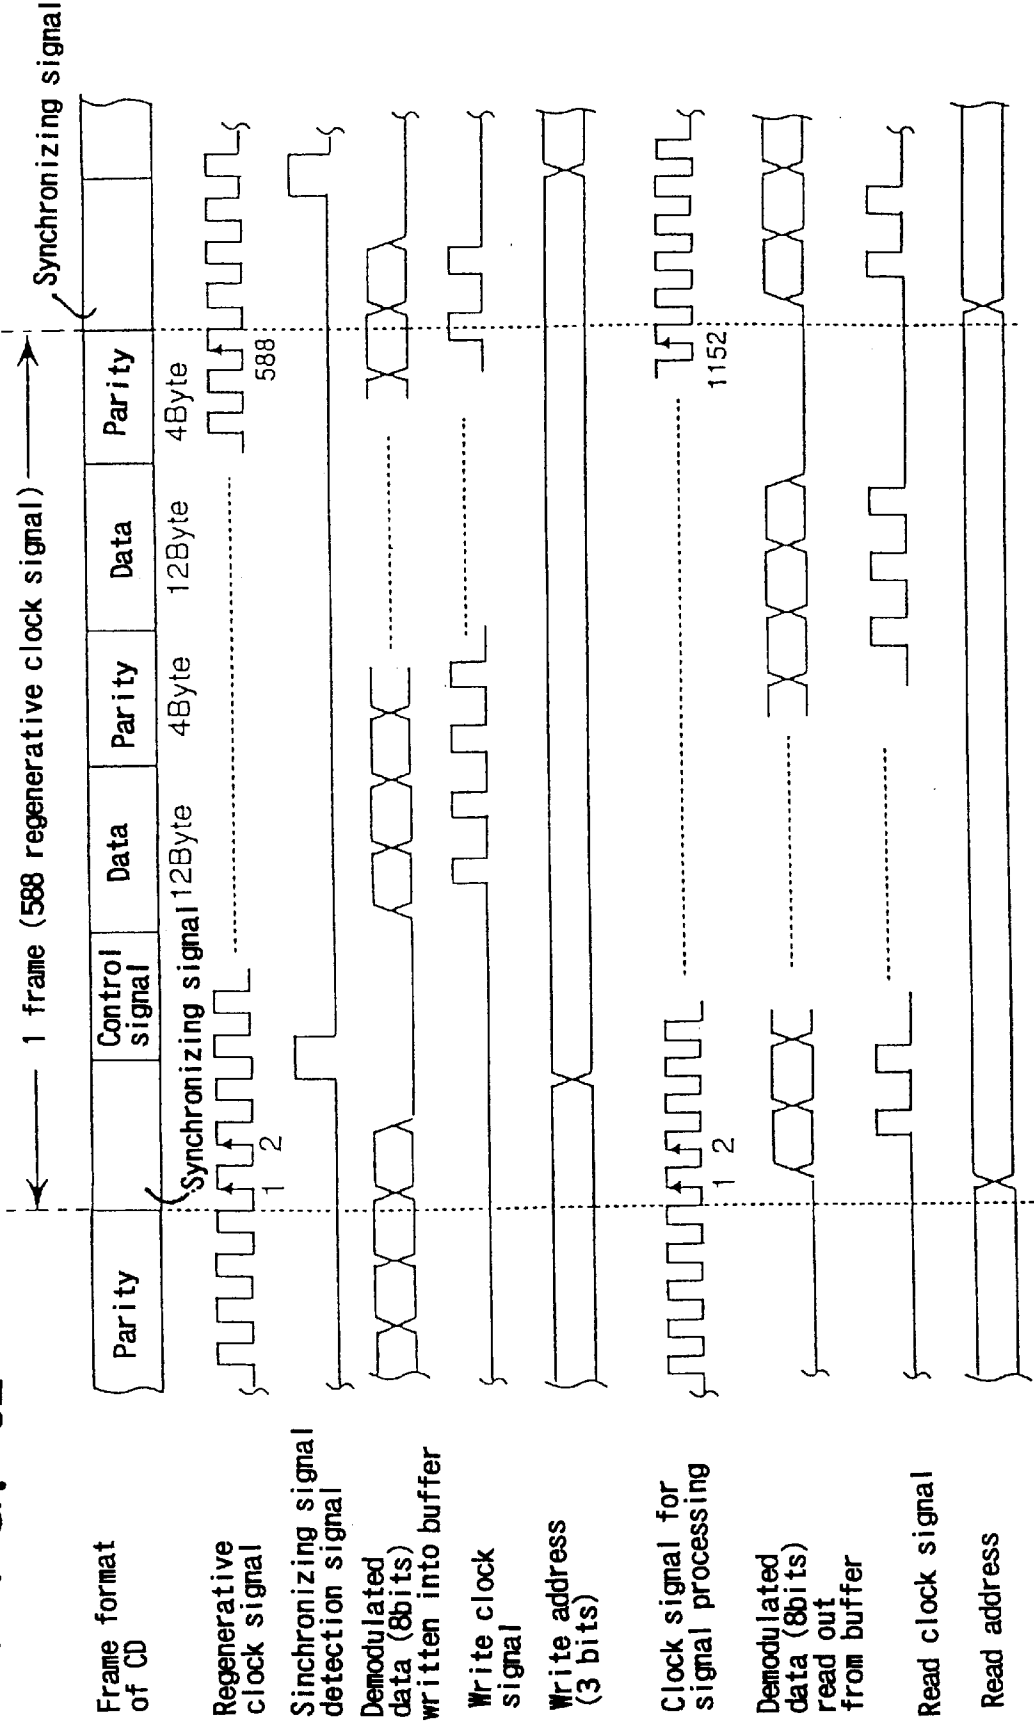 1 frame (588 regenerative clock signal)
Synchronizing signal
Frame format
of CD
Parity
Control
signal
Data
Parity
Data
Parity
Synchronizing signal
12Byte
4Byte
12Byte
4Byte
Regenerative
clock signal
1
2
588
Sinchronizing signal
detection signal
Demodulated
data (8bits)
written into buffer
Write clock
signal
Write address
(3 bits)
Clock signal for
signal processing
1
2
1152
Demodulated
data (8bits)
read out
from buffer
Read clock signal
Read address